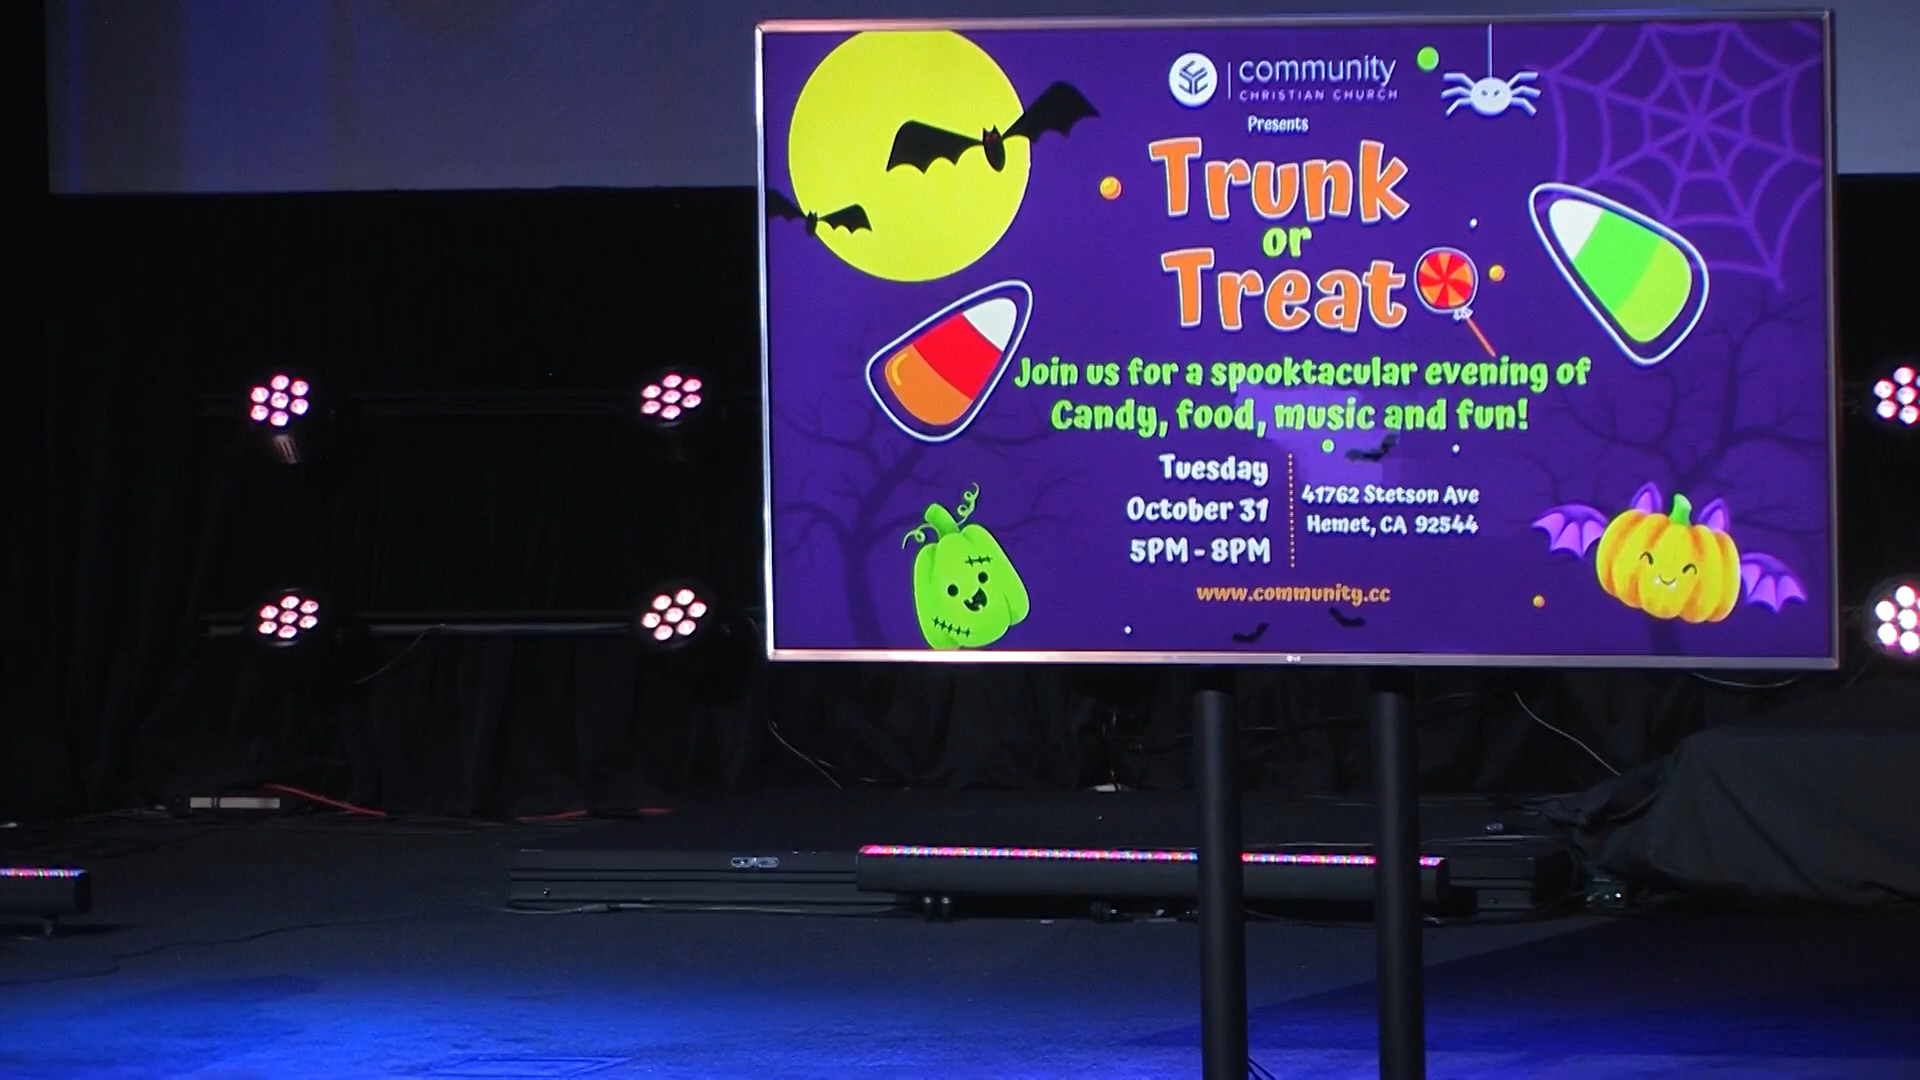 community
CHRISTIAN CHURCH
Presents
Trunk
or
Treat
Join us for a spooktacular evening of
Candy, food, music and fun!
Tuesday
October 31
5PM - 8PM
41762 Stetson Ave
Hemet, CA 92544
www.community.cc
LG